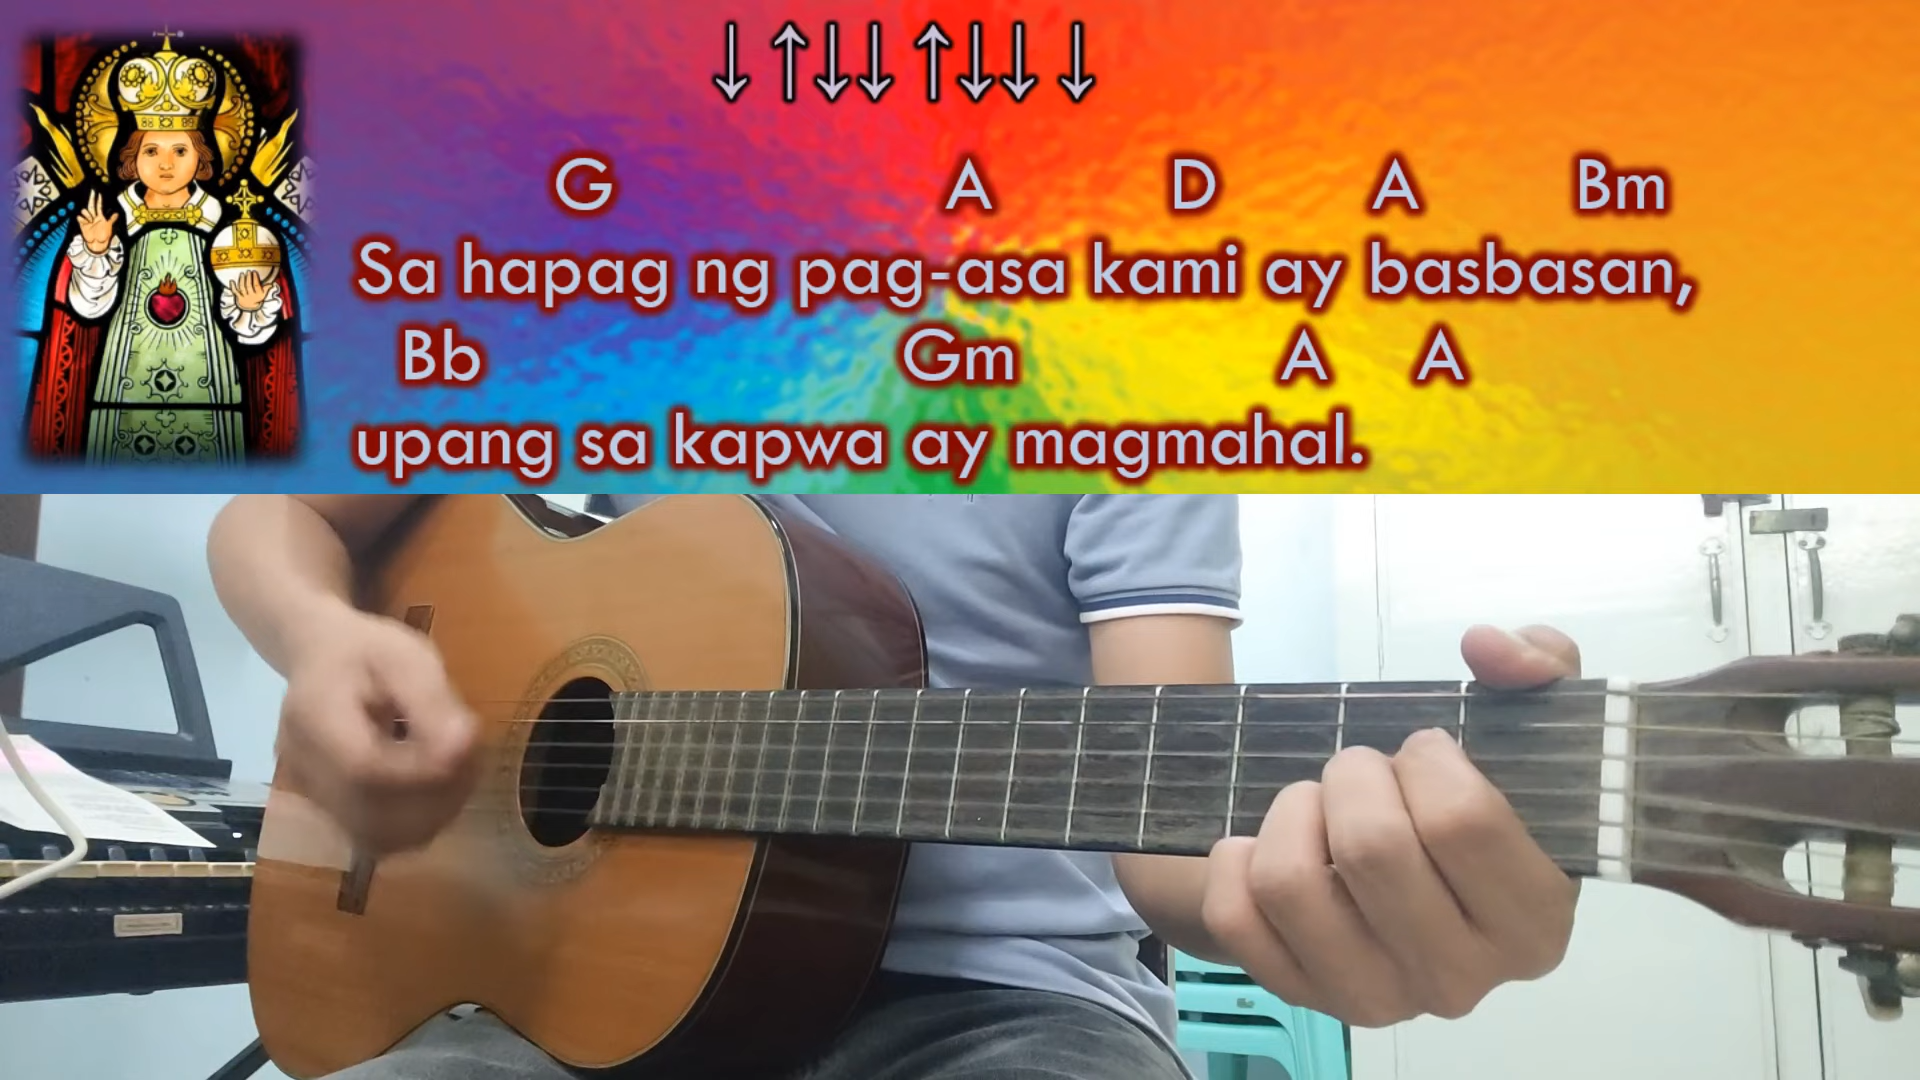 ↓ ↑↓↓ ↑↓↓ ↓
G A D A Bm
Sa hapag ng pag-asa kami ay basbasan,
Bb Gm A A
upang sa kapwa ay magmahal.